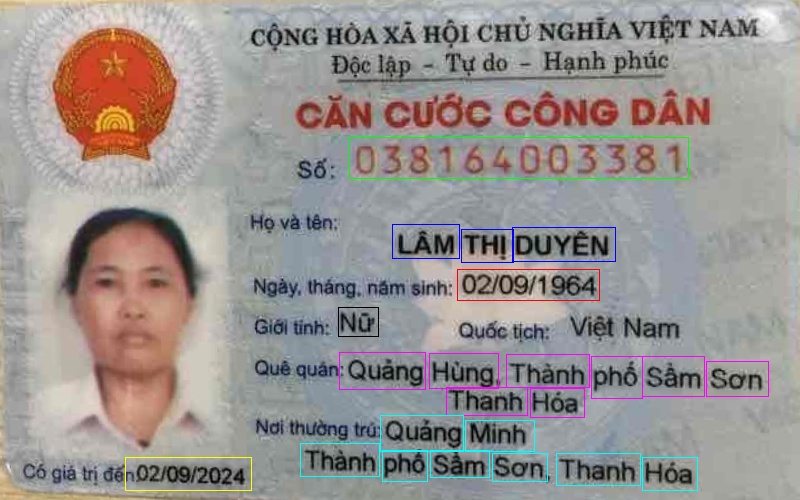 CỘNG HÒA XÃ HỘI CHỦ NGHĨA VIỆT NAM
Độc lập - Tự do - Hạnh phúc
CĂN CƯỚC CÔNG DÂN
Số: 038164003381
Họ và tên:
LÂM THỊ DUYÊN
Ngày, tháng, năm sinh: 02/09/1964
Giới tính: Nữ Quốc tịch: Việt Nam
Quê quán: Quảng Hùng, Thành phố Sầm Sơn
Thanh Hóa
Nơi thường trú: Quảng Minh
Thành phố Sầm Sơn, Thanh Hóa
Có giá trị đến: 02/09/2024